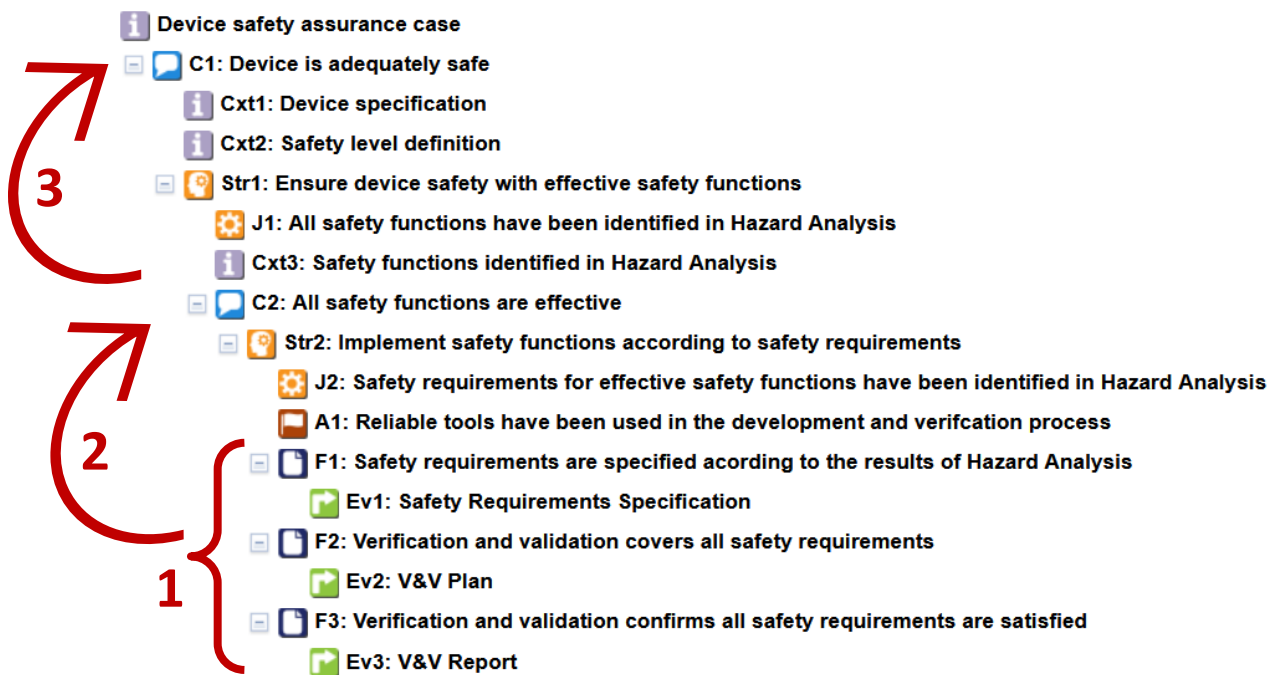 Device safety assurance case
C1: Device is adequately safe
Cxt1: Device specification
Cxt2: Safety level definition
3
Str1: Ensure device safety with effective safety functions
J1: All safety functions have been identified in Hazard Analysis
Cxt3: Safety functions identified in Hazard Analysis
C2: All safety functions are effective
Str2: Implement safety functions according to safety requirements
J2: Safety requirements for effective safety functions have been identified in Hazard Analysis
A1: Reliable tools have been used in the development and verifcation process
2
F1: Safety requirements are specified acording to the results of Hazard Analysis
Ev1: Safety Requirements Specification
F2: Verification and validation covers all safety requirements
1
Ev2: V&V Plan
F3: Verification and validation confirms all safety requirements are satisfied
Ev3: V&V Report